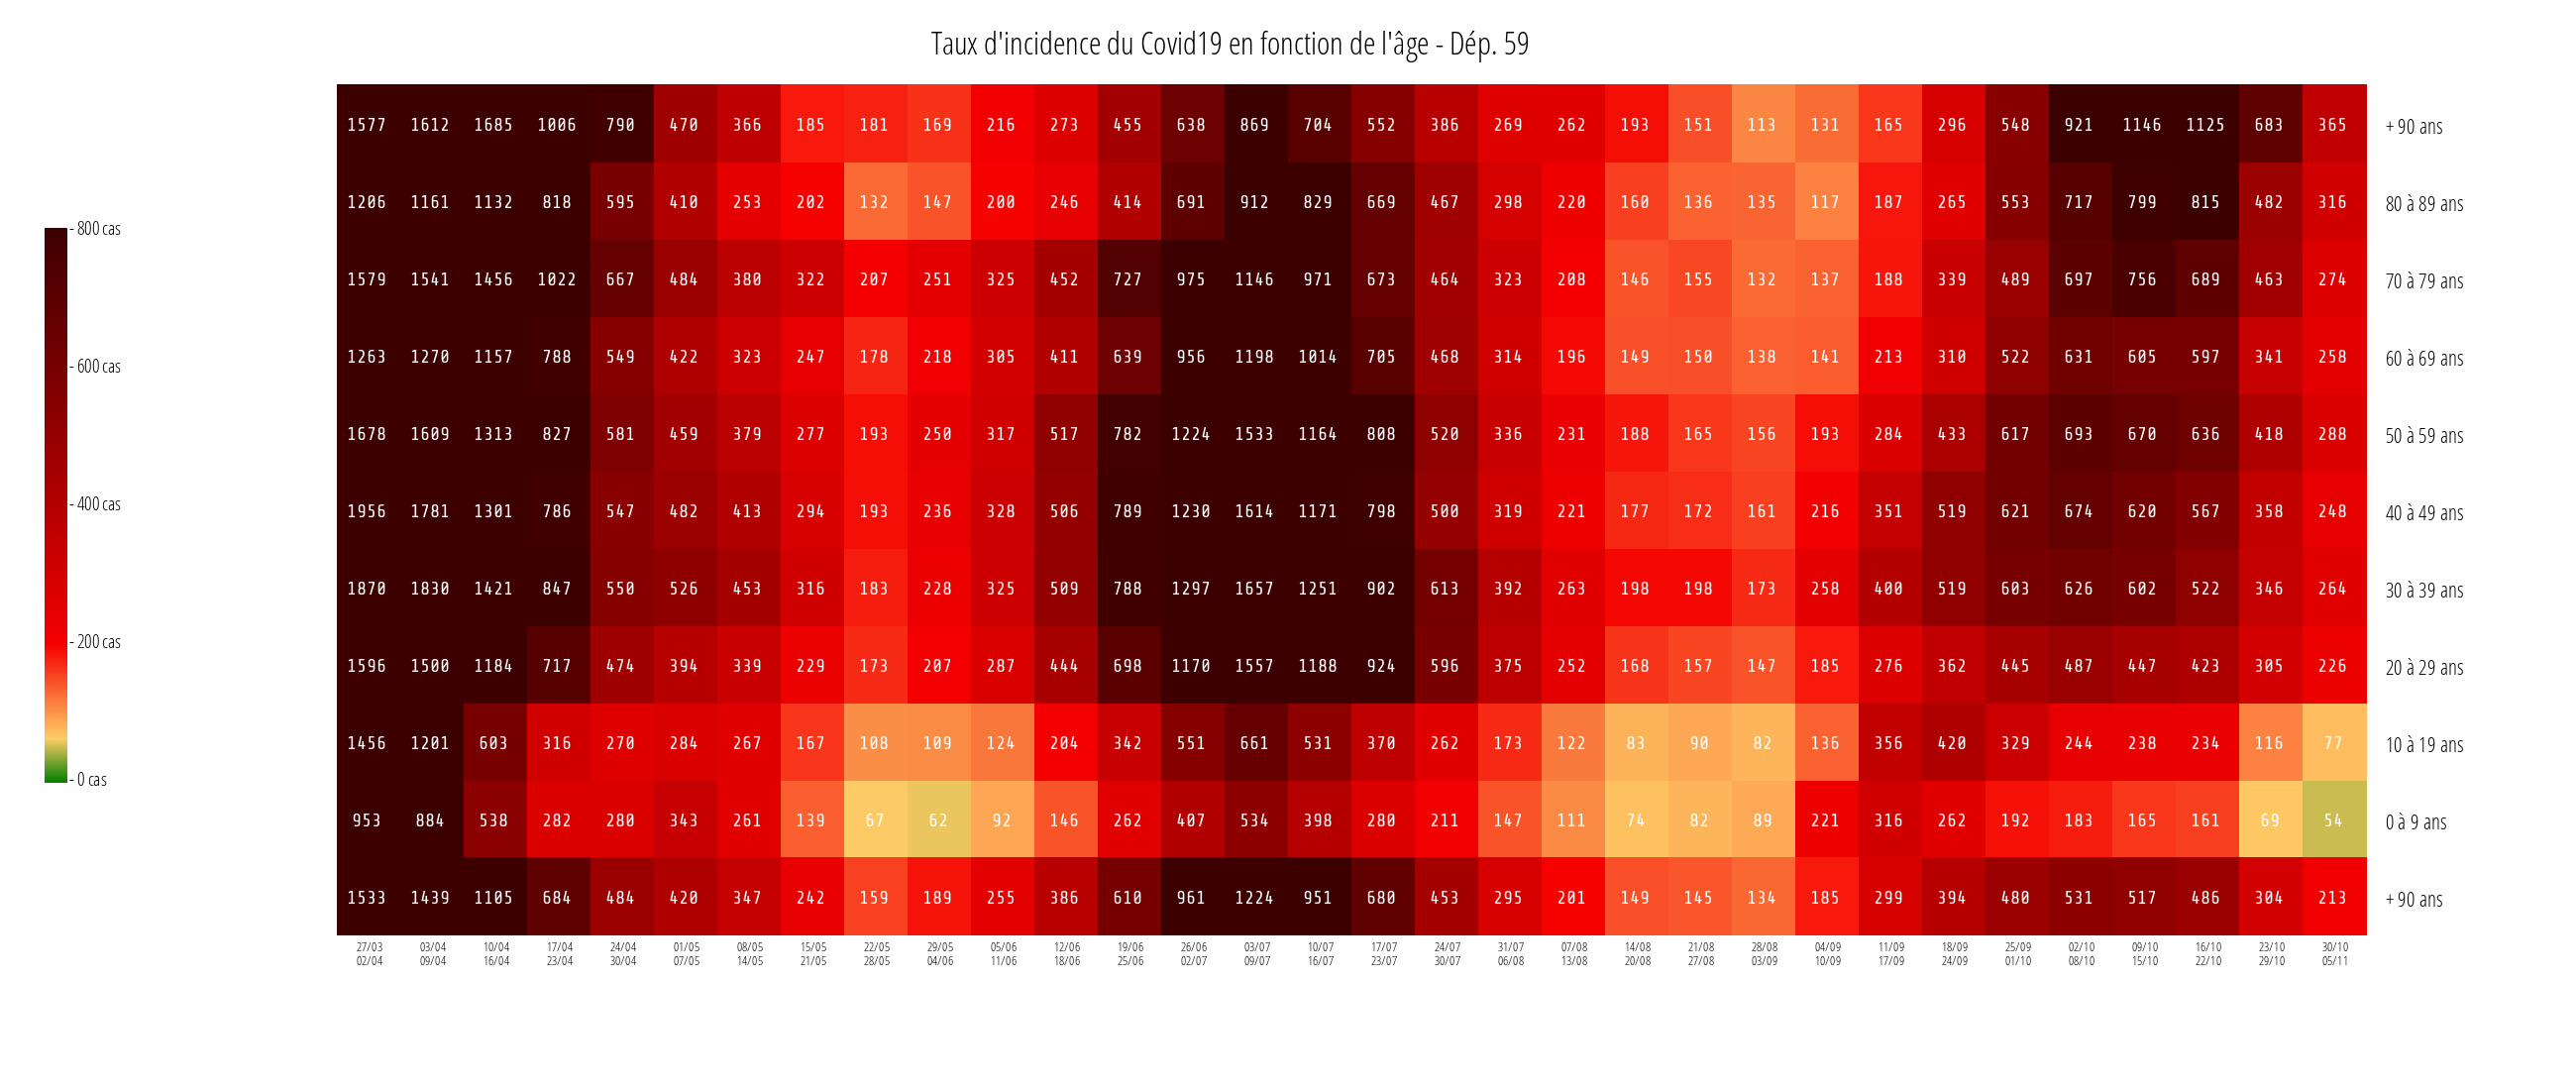 Taux d'incidence du Covid19 en fonction de l'âge - Dép. 59
- 800 cas
- 600 cas
- 400 cas
- 200 cas
- 0 cas
1577 1612 1685 1006 790 470 366 185 181 169 216 273 455 638 869 704 552 386 269 262 193 151 113 131 165 296 548 921 1146 1125 683 365 + 90 ans
1206 1161 1132 818 595 410 253 202 132 147 200 246 414 691 912 829 669 467 298 220 160 136 135 117 187 265 553 717 799 815 482 316 80 à 89 ans
1579 1541 1456 1022 667 484 380 322 207 251 325 452 727 975 1146 971 673 464 323 208 146 155 132 137 188 339 489 697 756 689 463 274 70 à 79 ans
1263 1270 1157 788 549 422 323 247 178 218 305 411 639 956 1198 1014 705 468 314 196 149 150 138 141 213 310 522 631 605 597 341 258 60 à 69 ans
1678 1609 1313 827 581 459 379 277 193 250 317 517 782 1224 1533 1164 808 520 336 231 188 165 156 193 284 433 617 693 670 636 418 288 50 à 59 ans
1956 1781 1301 786 547 482 413 294 193 236 328 506 789 1230 1614 1171 798 500 319 221 177 172 161 216 351 519 621 674 620 567 358 248 40 à 49 ans
1870 1830 1421 847 550 526 453 316 183 228 325 509 788 1297 1657 1251 902 613 392 263 198 198 173 258 400 519 603 626 602 522 346 264 30 à 39 ans
1596 1500 1184 717 474 394 339 229 173 207 287 444 698 1170 1557 1188 924 596 375 252 168 157 147 185 276 362 445 487 447 423 305 226 20 à 29 ans
1456 1201 603 316 270 284 267 167 108 109 124 204 342 551 661 531 370 262 173 122 83 90 82 136 356 420 329 244 238 234 116 77 10 à 19 ans
953 884 538 282 280 343 261 139 67 62 92 146 262 407 534 398 280 211 147 111 74 82 89 221 316 262 192 183 165 161 69 54 0 à 9 ans
1533 1439 1105 684 484 420 347 242 159 189 255 386 610 961 1224 951 680 453 295 201 149 145 134 185 299 394 480 531 517 486 304 213 + 90 ans
27/03 03/04 10/04 17/04 24/04 01/05 08/05 15/05 22/05 29/05 05/06 12/06 19/06 26/06 03/07 10/07 17/07 24/07 31/07 07/08 14/08 21/08 28/08 04/09 11/09 18/09 25/09 02/10 09/10 16/10 23/10 30/10
02/04 09/04 16/04 23/04 30/04 07/05 14/05 21/05 28/05 04/06 11/06 18/06 25/06 02/07 09/07 16/07 23/07 30/07 06/08 13/08 20/08 27/08 03/09 10/09 17/09 24/09 01/10 08/10 15/10 22/10 29/10 05/11